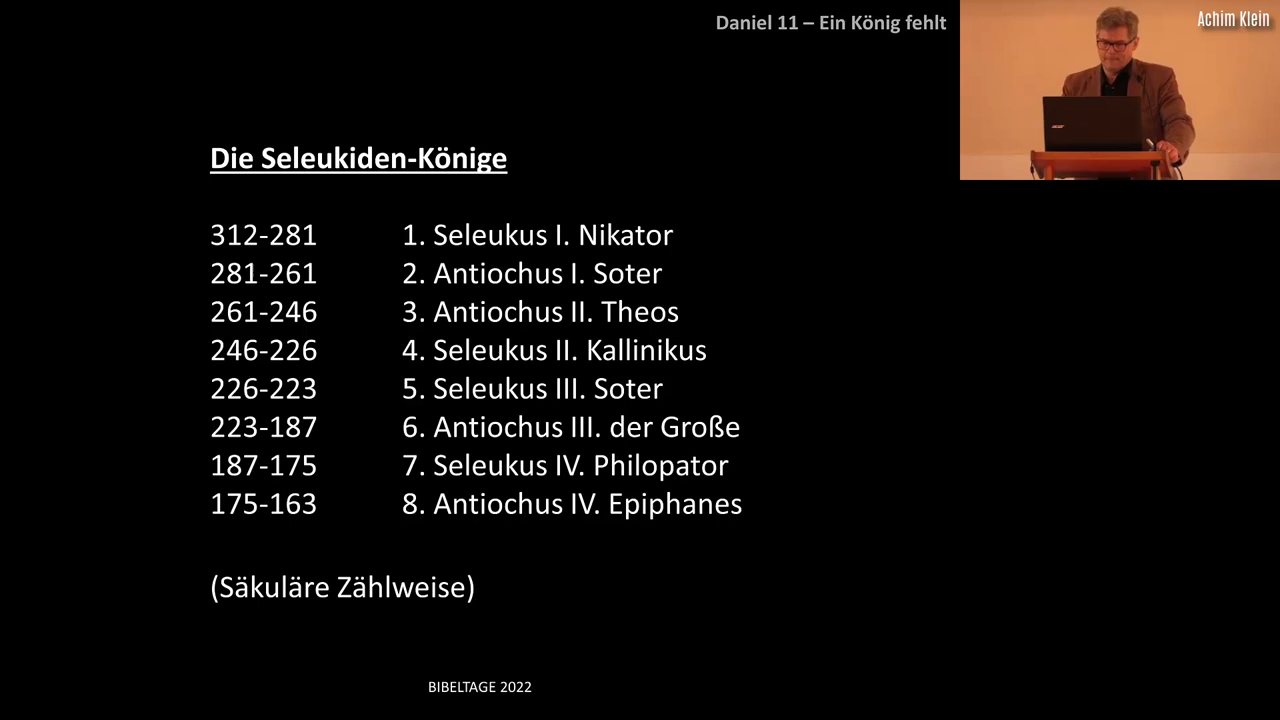 Daniel 11 – Ein König fehlt
Achim Klein
Die Seleukiden-Könige
312-281 1. Seleukus I. Nikator
281-261 2. Antiochus I. Soter
261-246 3. Antiochus II. Theos
246-226 4. Seleukus II. Kallinikus
226-223 5. Seleukus III. Soter
223-187 6. Antiochus III. der Große
187-175 7. Seleukus IV. Philopator
175-163 8. Antiochus IV. Epiphanes
(Säkuläre Zählweise)
BIBELTAGE 2022